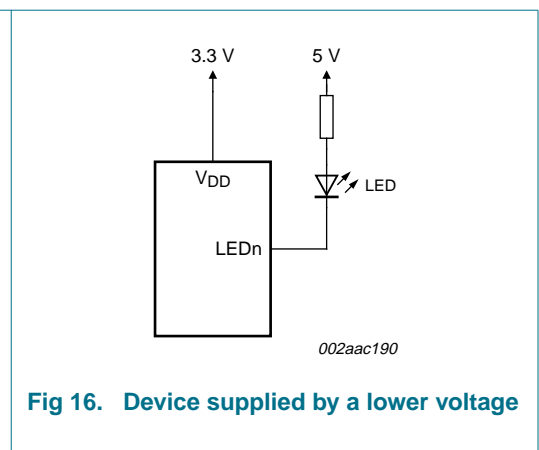 3.3 V
5 V
VDD
LED
LEDn
002aac190
Fig 16. Device supplied by a lower voltage